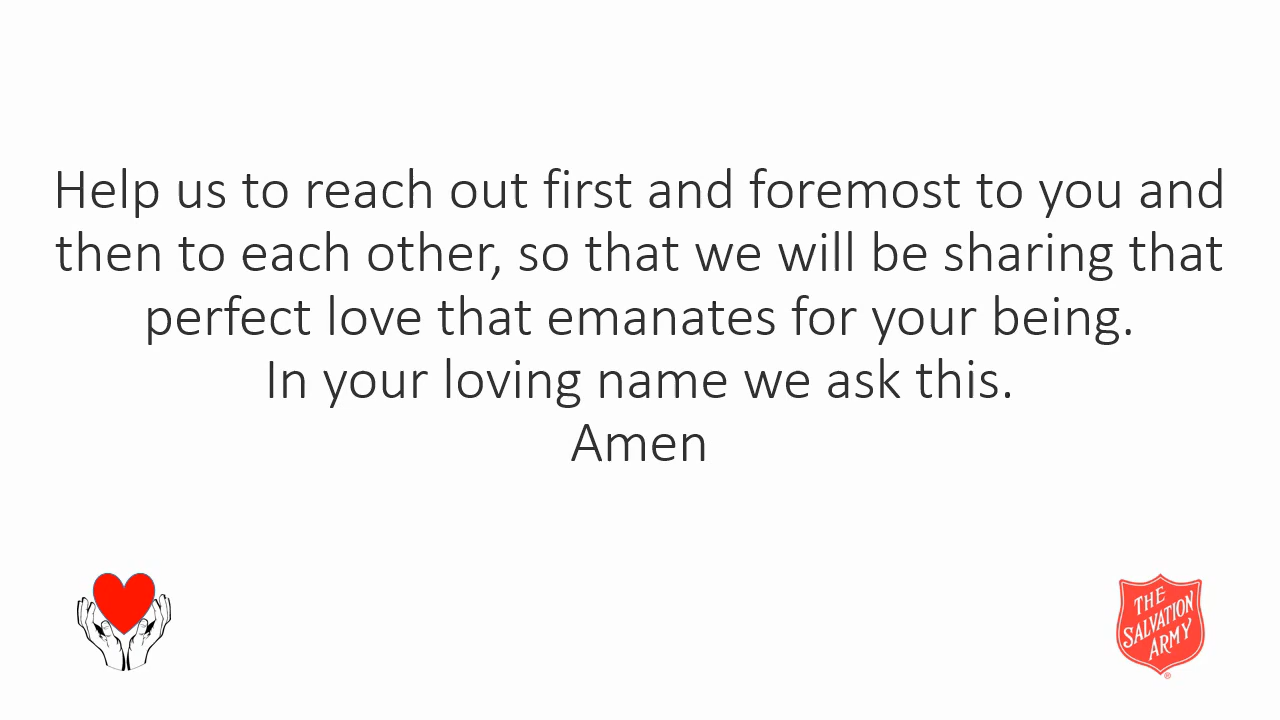 Help us to reach out first and foremost to you and
then to each other, so that we will be sharing that
perfect love that emanates for your being.
In your loving name we ask this.
Amen
THE
SALVATION
ARMY
®